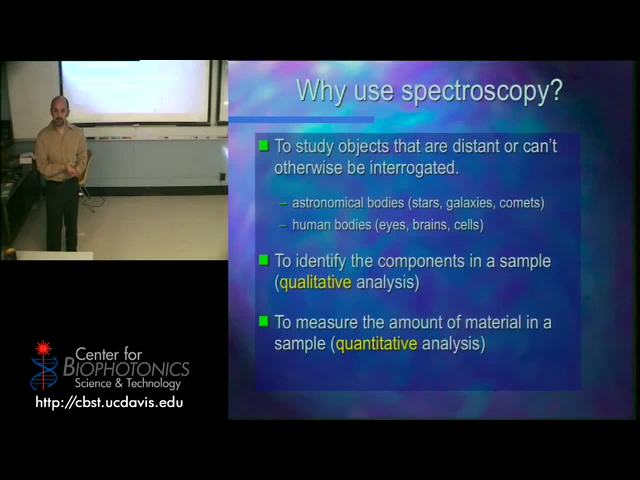 Why use spectroscopy?
To study objects that are distant or can't
otherwise be interrogated.
– astronomical bodies (stars, galaxies, comets)
– human bodies (eyes, brains, cells)
To identify the components in a sample
(qualitative analysis)
To measure the amount of material in a
sample (quantitative analysis)
Center for
BIOPHOTONICS
Science & Technology
http://cbst.ucdavis.edu